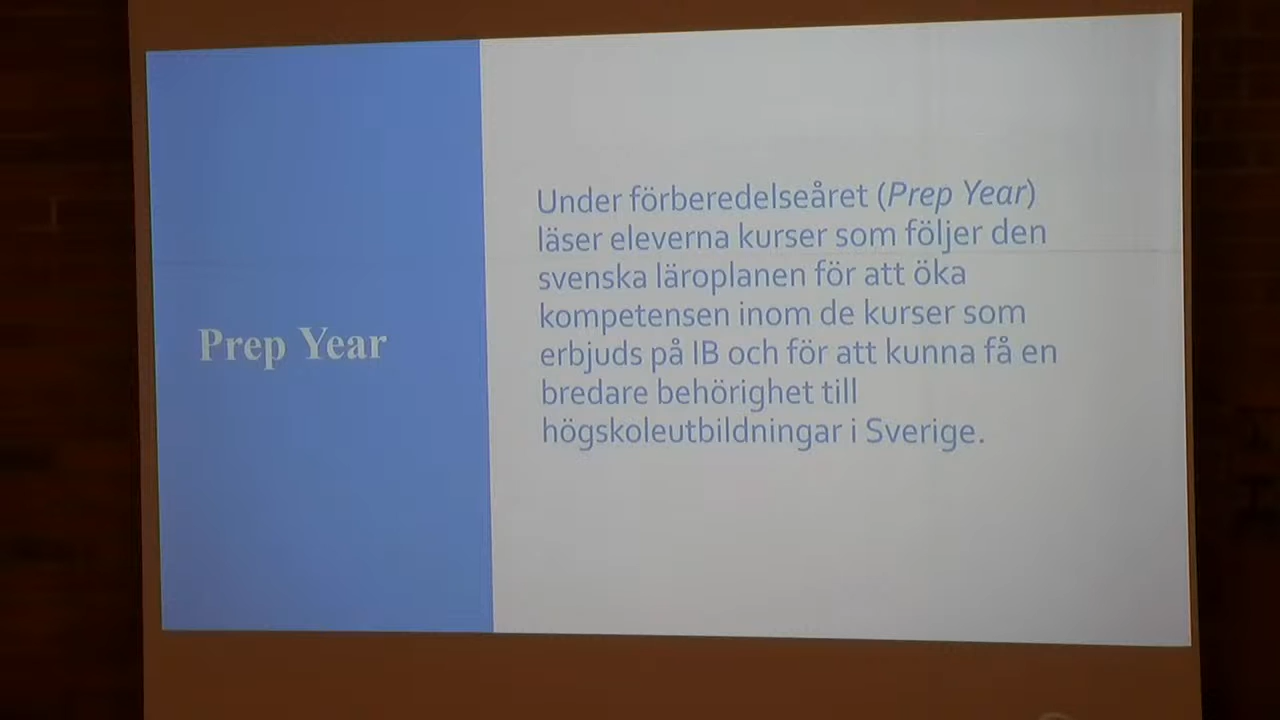 Prep Year
Under förberedelseåret (Prep Year)
läser eleverna kurser som följer den
svenska läroplanen för att öka
kompetensen inom de kurser som
erbjuds på IB och för att kunna få en
bredare behörighet till
högskoleutbildningar i Sverige.